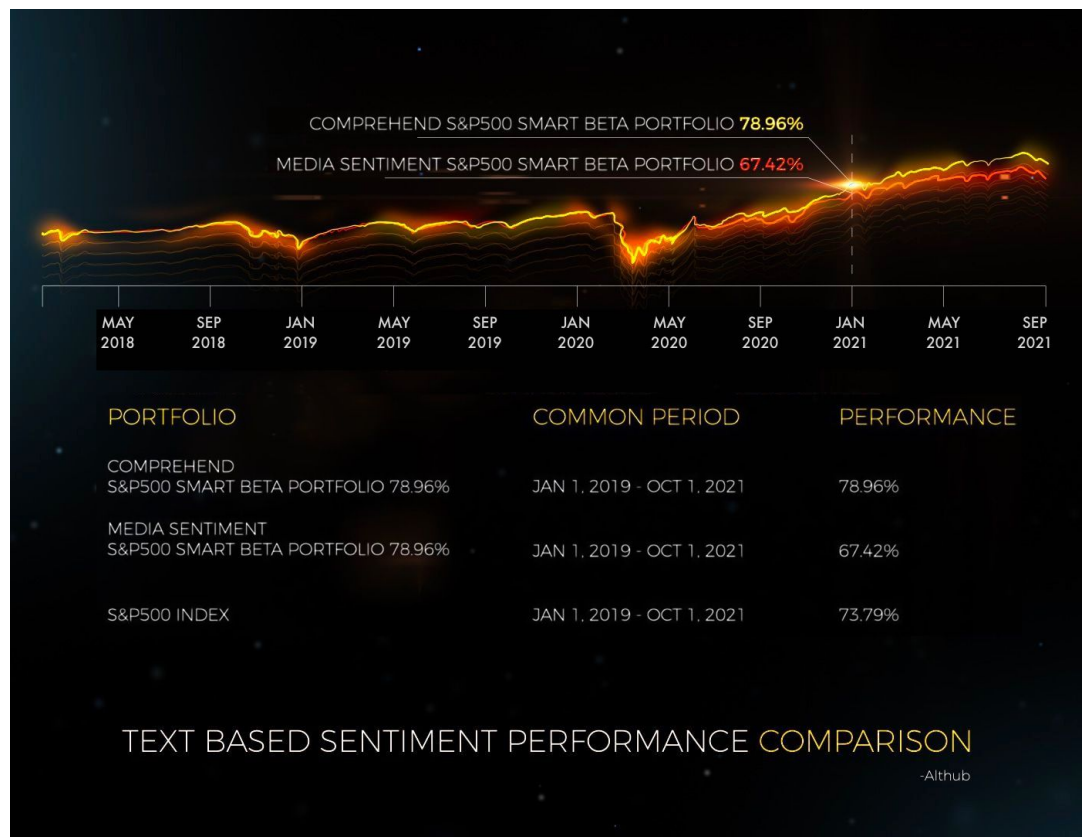 COMPREHEND S&P500 SMART BETA PORTFOLIO 78.96%
MEDIA SENTIMENT S&P500 SMART BETA PORTFOLIO 67.42%
MAY SEP JAN MAY SEP JAN MAY SEP JAN MAY SEP
2018 2018 2019 2019 2019 2020 2020 2020 2021 2021 2021
PORTFOLIO COMMON PERIOD PERFORMANCE
COMPREHEND
S&P500 SMART BETA PORTFOLIO 78.96% JAN 1, 2019 - OCT 1, 2021 78.96%
MEDIA SENTIMENT
S&P500 SMART BETA PORTFOLIO 78.96% JAN 1, 2019 - OCT 1, 2021 67.42%
S&P500 INDEX JAN 1, 2019 - OCT 1, 2021 73.79%
TEXT BASED SENTIMENT PERFORMANCE COMPARISON
-Althub